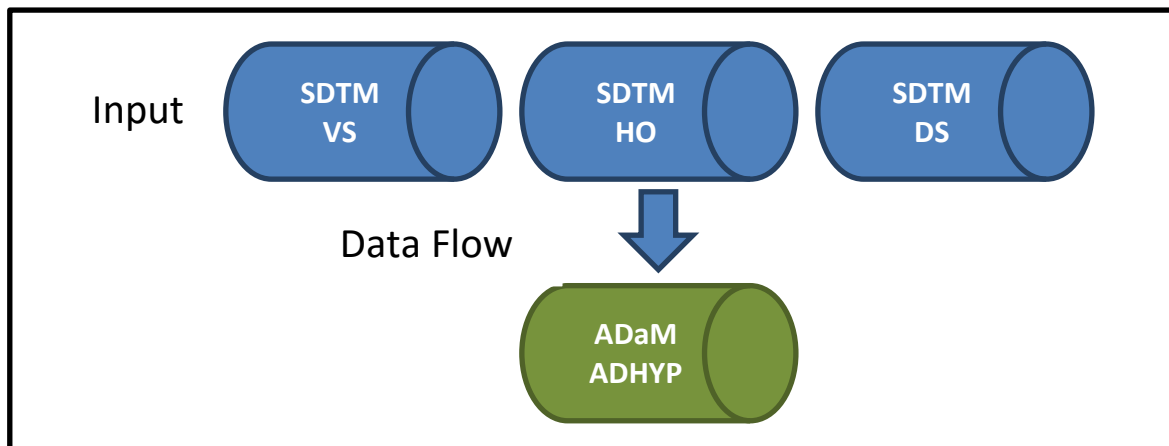 Input
SDTM
VS
SDTM
HO
SDTM
DS
Data Flow
ADaM
ADHYP